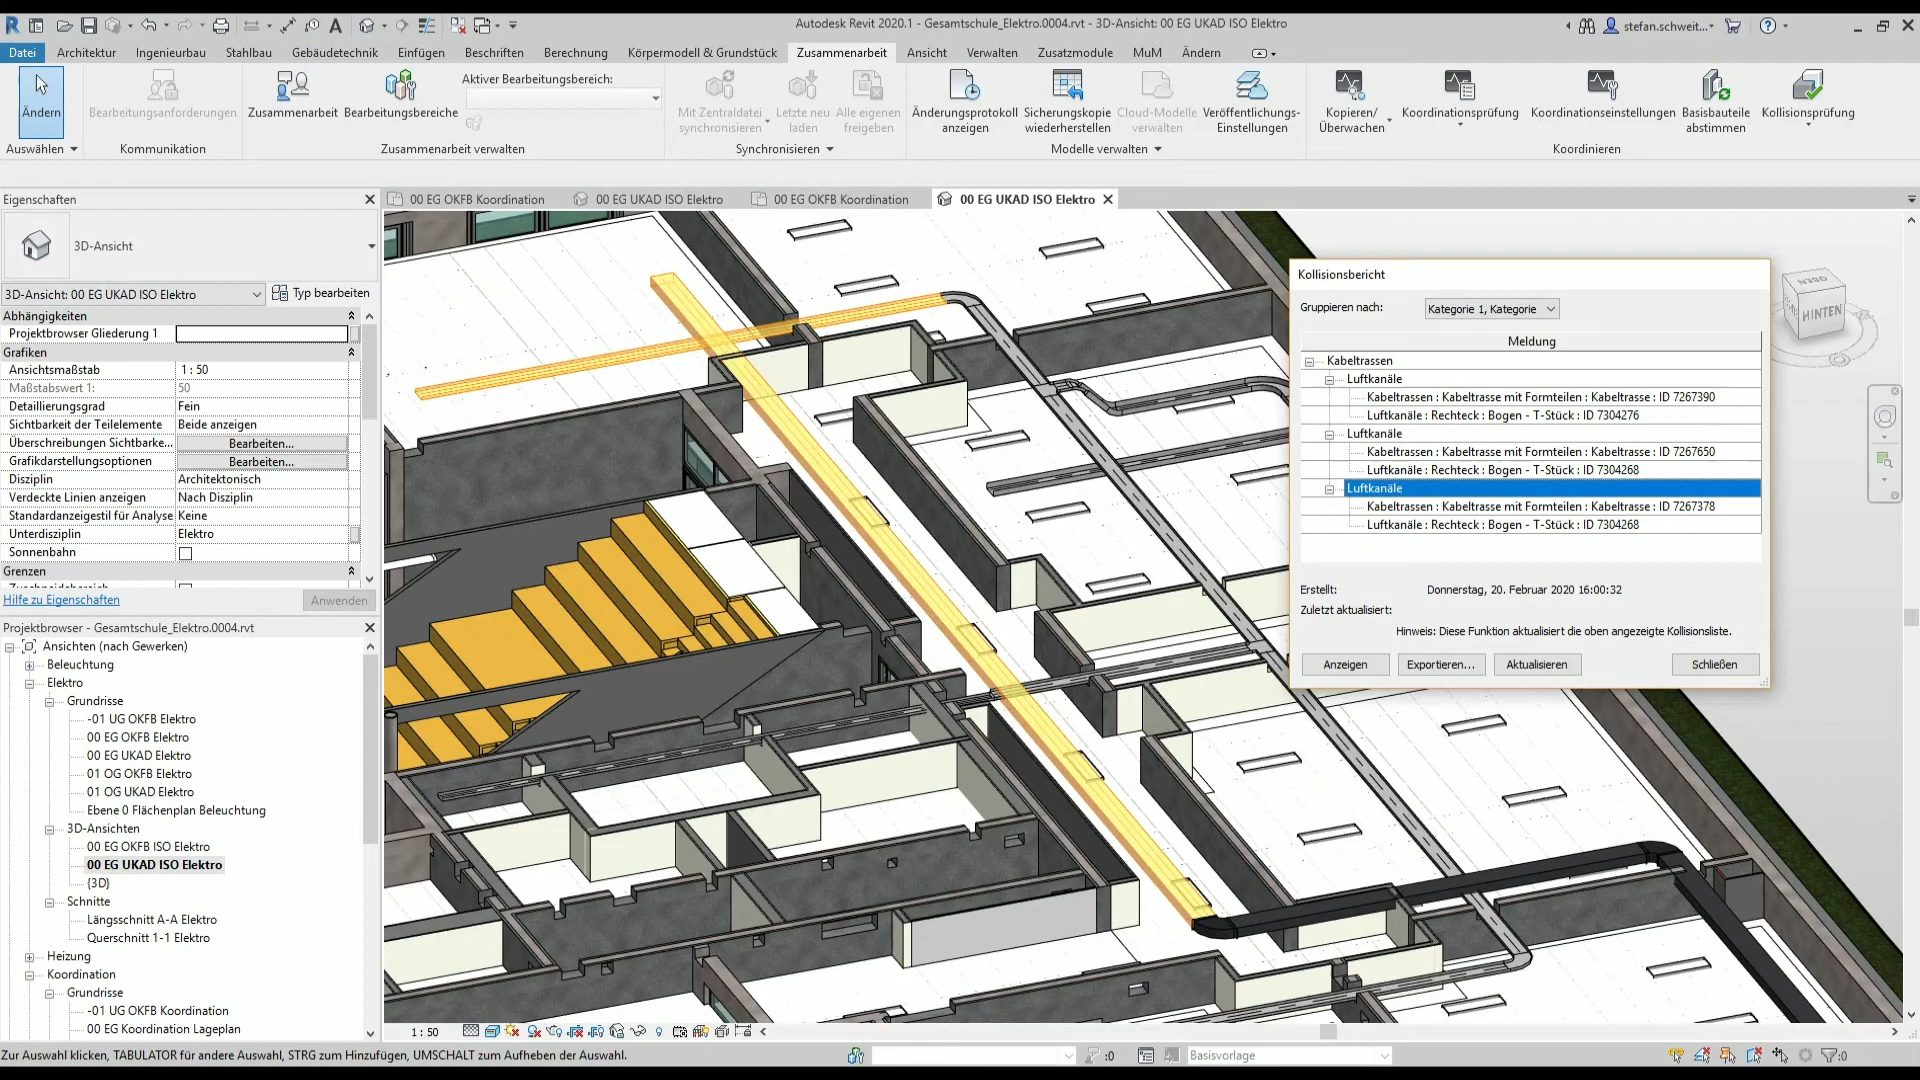 Autodesk Revit 2020.1 - Gesamtschule_Elektro.0004.rvt - 3D-Ansicht: 00 EG UKAD ISO Elektro
stefan.schweit...
Datei Architektur Ingenieurbau Stahlbau Gebäudetechnik Einfügen Beschriften Berechnung Körpermodell & Grundstück Zusammenarbeit Ansicht Verwalten Zusatzmodule MuM Ändern
Ändern
Bearbeitungsanforderungen
Zusammenarbeit
Bearbeitungsbereiche
Aktiver Bearbeitungsbereich:
Mit Zentraldatei synchronisieren
Letzte neu laden
Alle eigenen freigeben
Änderungsprotokoll anzeigen
Sicherungskopie wiederherstellen
Cloud-Modelle verwalten
Veröffentlichungs-Einstellungen
Kopieren/ Überwachen
Koordinationsprüfung
Koordinationseinstellungen
Basisbauteile abstimmen
Kollisionsprüfung
Auswählen
Kommunikation
Zusammenarbeit verwalten
Synchronisieren
Modelle verwalten
Koordinieren
Eigenschaften
00 EG OKFB Koordination
00 EG UKAD ISO Elektro
00 EG OKFB Koordination
00 EG UKAD ISO Elektro
3D-Ansicht
3D-Ansicht: 00 EG UKAD ISO Elektro
Typ bearbeiten
Abhängigkeiten
Projektbrowser Gliederung 1
Grafiken
Ansichtsmaßstab 1 : 50
Maßstabswert 1: 50
Detaillierungsgrad Fein
Sichtbarkeit der Teilelemente Beide anzeigen
Überschreibungen Sichtbarke... Bearbeiten...
Grafikdarstellungsoptionen Bearbeiten...
Disziplin Architektonisch
Verdeckte Linien anzeigen Nach Disziplin
Standardanzeigestil für Analyse Keine
Unterdisziplin Elektro
Sonnenbahn
Grenzen
Hilfe zu Eigenschaften
Anwenden
Projektbrowser - Gesamtschule_Elektro.0004.rvt
Ansichten (nach Gewerken)
Beleuchtung
Elektro
Grundrisse
-01 UG OKFB Elektro
00 EG OKFB Elektro
00 EG UKAD Elektro
01 OG OKFB Elektro
01 OG UKAD Elektro
Ebene 0 Flächenplan Beleuchtung
3D-Ansichten
00 EG OKFB ISO Elektro
00 EG UKAD ISO Elektro
{3D}
Schnitte
Längsschnitt A-A Elektro
Querschnitt 1-1 Elektro
Heizung
Koordination
Grundrisse
-01 UG OKFB Koordination
00 EG Koordination Lageplan
Kollisionsbericht
Gruppieren nach: Kategorie 1, Kategorie
Meldung
Kabeltrassen
Luftkanäle
Kabeltrassen : Kabeltrasse mit Formteilen : Kabeltrasse : ID 7267390
Luftkanäle : Rechteck : Bogen - T-Stück : ID 7304276
Luftkanäle
Kabeltrassen : Kabeltrasse mit Formteilen : Kabeltrasse : ID 7267650
Luftkanäle : Rechteck : Bogen - T-Stück : ID 7304268
Luftkanäle
Kabeltrassen : Kabeltrasse mit Formteilen : Kabeltrasse : ID 7267378
Luftkanäle : Rechteck : Bogen - T-Stück : ID 7304268
Erstellt: Donnerstag, 20. Februar 2020 16:00:32
Zuletzt aktualisiert:
Hinweis: Diese Funktion aktualisiert die oben angezeigte Kollisionsliste.
Anzeigen Exportieren... Aktualisieren Schließen
OBEN
HINTEN
1 : 50
Zur Auswahl klicken, TABULATOR für andere Auswahl, STRG zum Hinzufügen, UMSCHALT zum Aufheben der Auswahl.
:0
Basisvorlage
:0